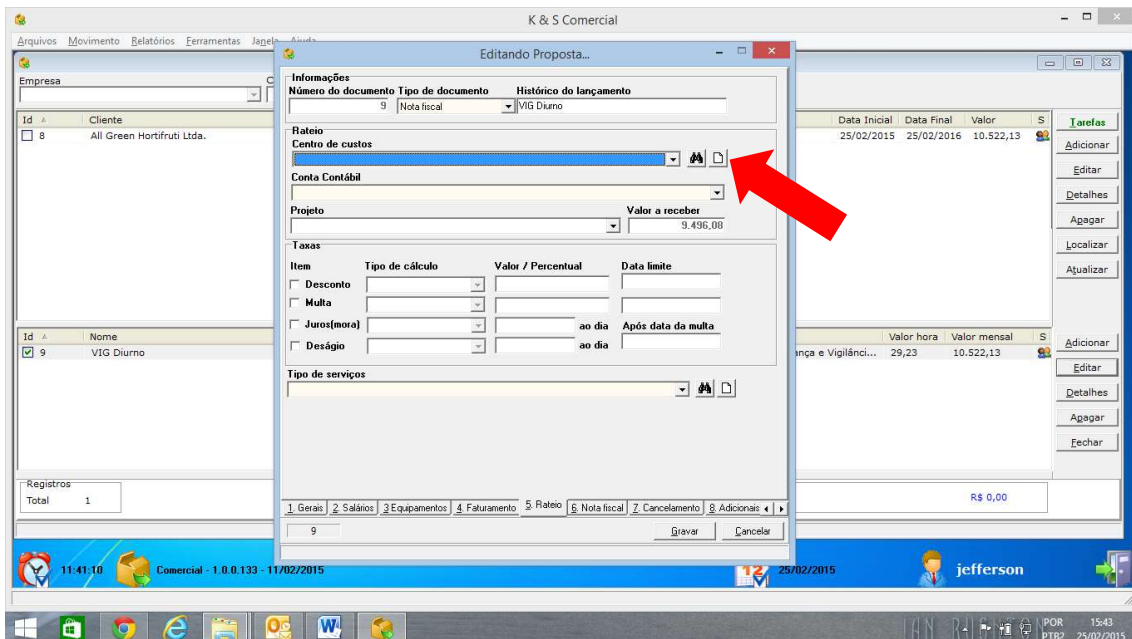 K & S Comercial
Arquivos Movimento Relatórios Ferramentas Janela Ajuda
Editando Proposta...
Empresa
Informações
Número do documento Tipo de documento Histórico do lançamento
9 Nota fiscal VIG Diurno
Id Cliente Data Inicial Data Final Valor S
8 All Green Hortifruti Ltda. 25/02/2015 25/02/2016 10.522,13
Tarefas
Adicionar
Editar
Detalhes
Apagar
Localizar
Atualizar
Rateio
Centro de custos
Conta Contábil
Projeto Valor a receber
9.496,08
Taxas
Item Tipo de cálculo Valor / Percentual Data limite
Desconto
Multa
Juros(mora) ao dia Após data da multa
Deságio ao dia
Tipo de serviços
Id Nome Valor hora Valor mensal S
9 VIG Diurno ança e Vigilânci... 29,23 10.522,13
Adicionar
Editar
Detalhes
Apagar
Fechar
Registros
Total 1
R$ 0,00
1. Gerais 2. Salários 3 Equipamentos 4. Faturamento 5. Rateio 6. Nota fiscal 7. Cancelamento 8. Adicionais
9 Gravar Cancelar
11:41:10 Comercial - 1.0.0.133 - 11/02/2015 12 25/02/2015 jefferson
POR 15:43
PTB2 25/02/2015